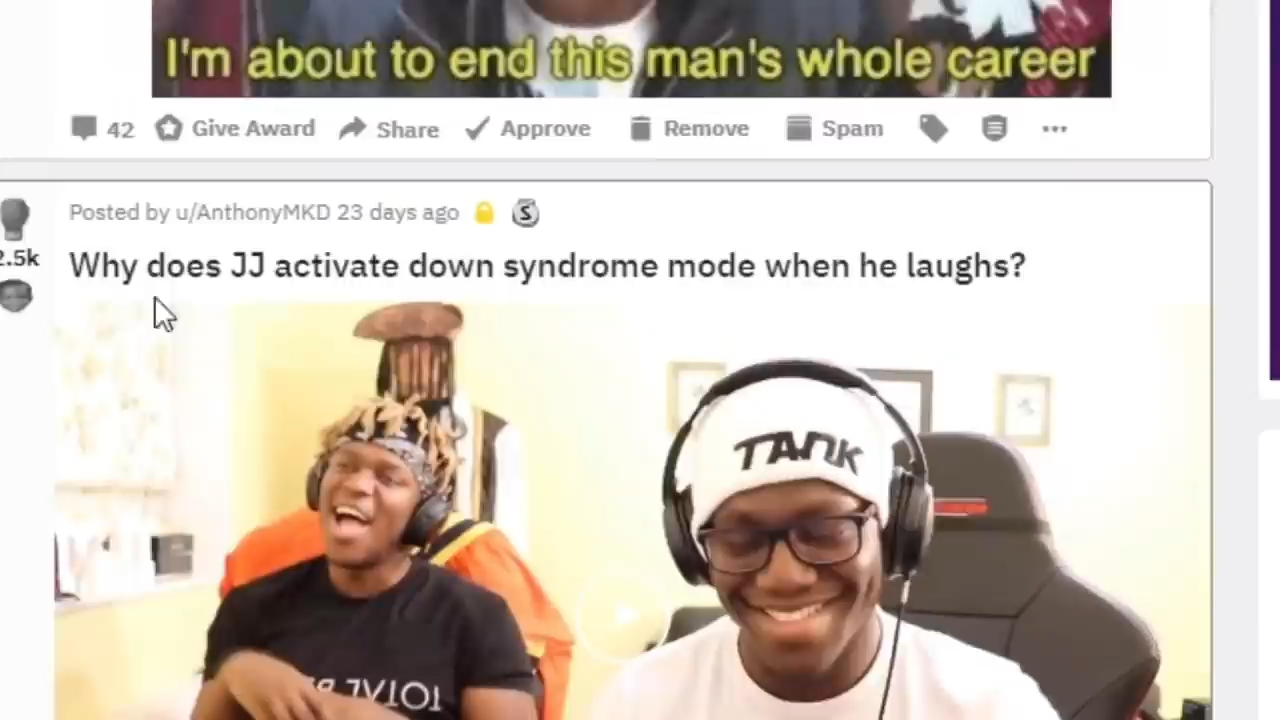 I'm about to end this man's whole career
42 Give Award Share Approve Remove Spam
Posted by u/AnthonyMKD 23 days ago
2.5k
Why does JJ activate down syndrome mode when he laughs?
TANK